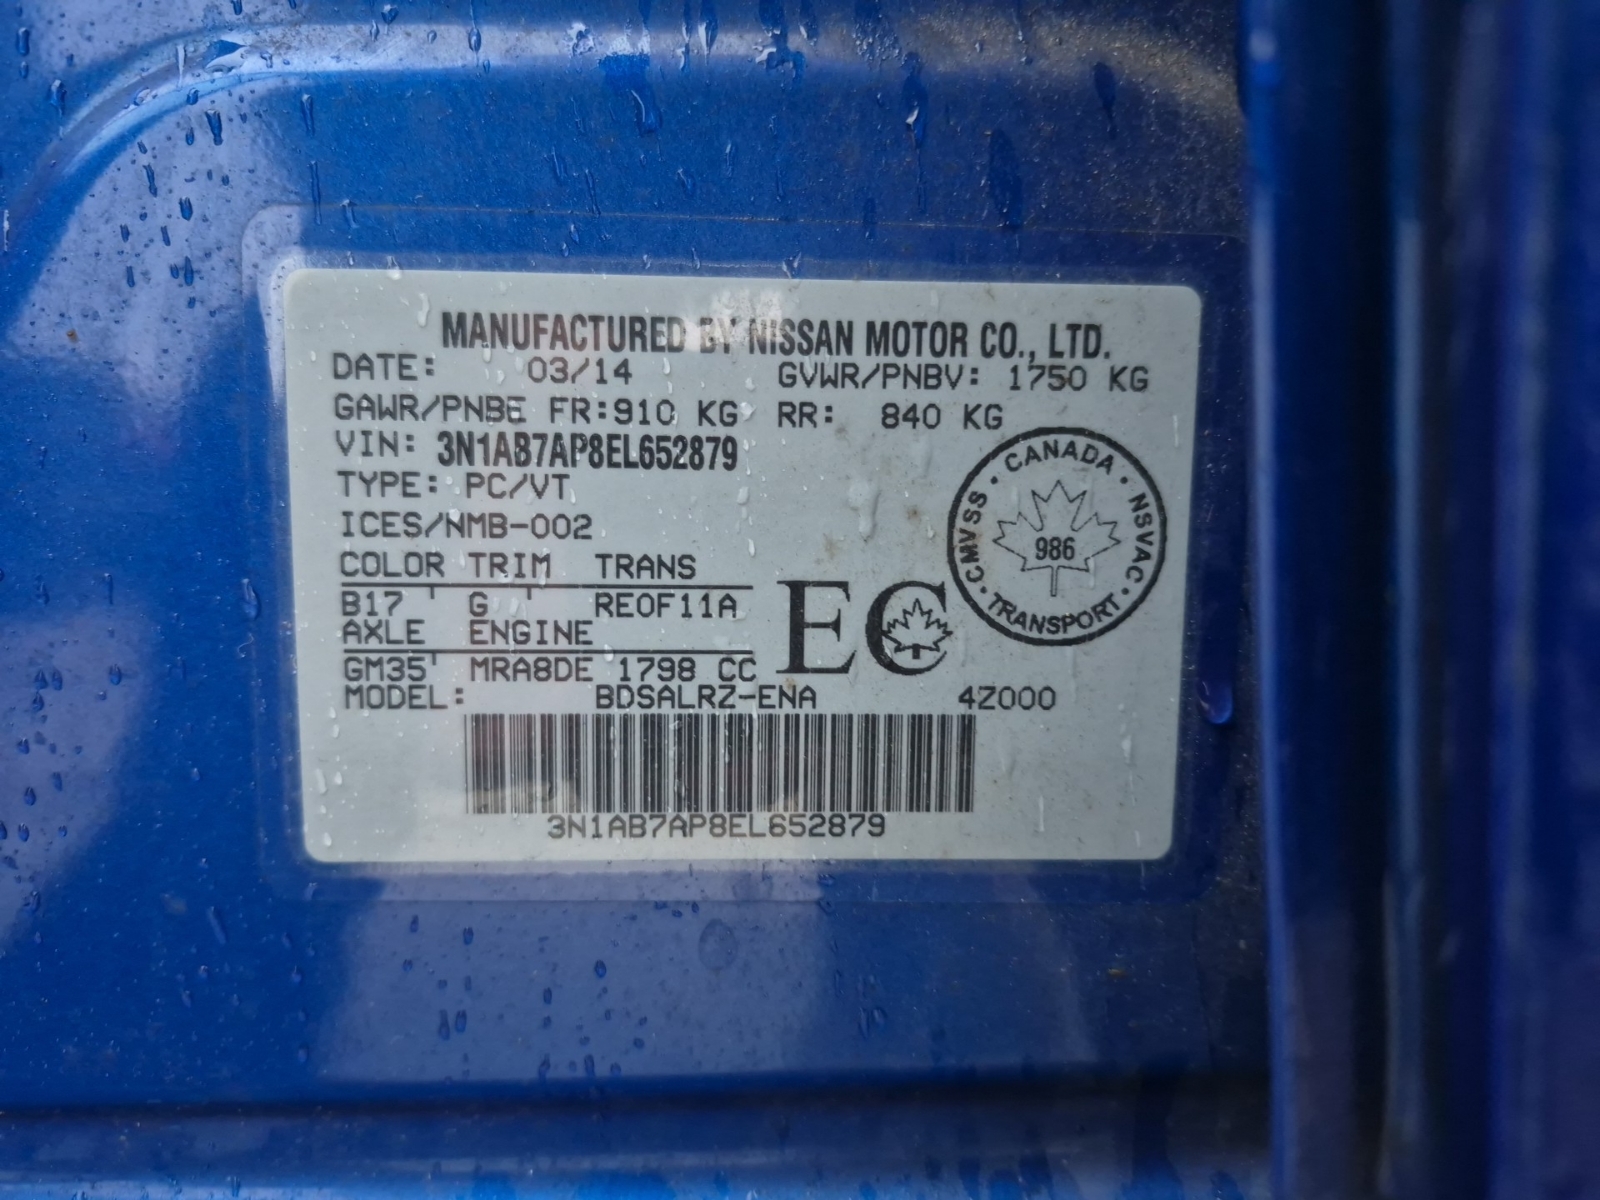 MANUFACTURED BY NISSAN MOTOR CO., LTD.
DATE: 03/14 GVWR/PNBV: 1750 KG
GAWR/PNBE FR:910 KG RR: 840 KG
VIN: 3N1AB7AP8EL652879
TYPE: PC/VT
ICES/NMB-002
COLOR TRIM TRANS
B17 G RE0F11A
AXLE ENGINE
GM35 MRA8DE 1798 CC
MODEL: BDSALRZ-ENA 4Z000
3N1AB7AP8EL652879
EC
· CANADA · NSVAC · TRANSPORT · CMVSS
986